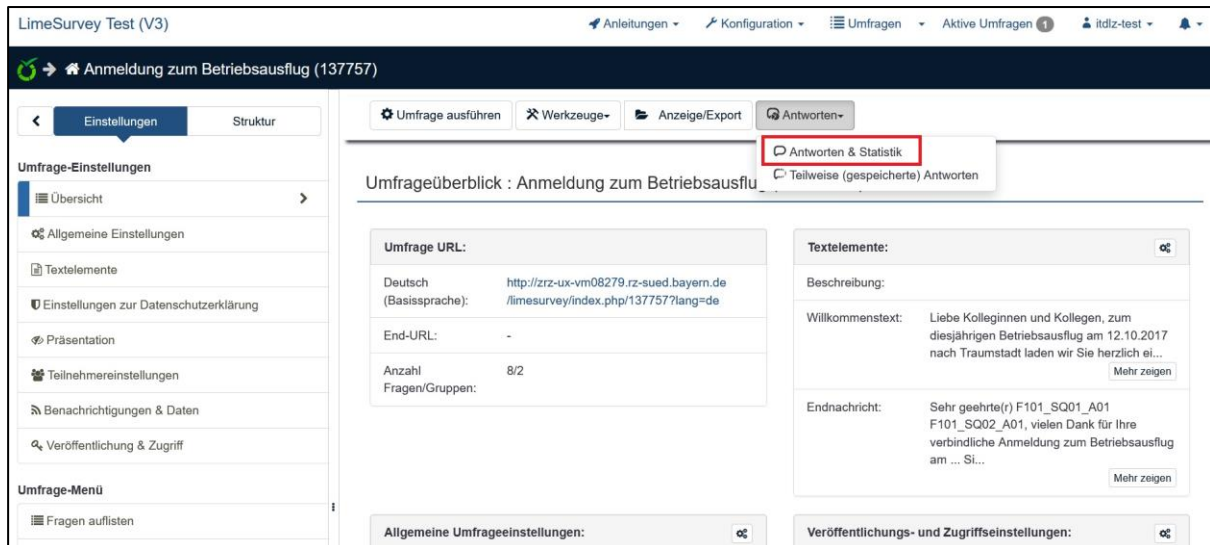 LimeSurvey Test (V3)
Anleitungen
Konfiguration
Umfragen
Aktive Umfragen 1
itdlz-test
Anmeldung zum Betriebsausflug (137757)
Einstellungen
Struktur
Umfrage ausführen
Werkzeuge
Anzeige/Export
Antworten
Antworten & Statistik
Teilweise (gespeicherte) Antworten
Umfrage-Einstellungen
Übersicht
Allgemeine Einstellungen
Textelemente
Einstellungen zur Datenschutzerklärung
Präsentation
Teilnehmereinstellungen
Benachrichtigungen & Daten
Veröffentlichung & Zugriff
Umfrage-Menü
Fragen auflisten
Umfrageüberblick : Anmeldung zum Betriebsausflu
Umfrage URL:
Deutsch
(Basissprache):
http://zrz-ux-vm08279.rz-sued.bayern.de
/limesurvey/index.php/137757?lang=de
End-URL:
-
Anzahl
Fragen/Gruppen:
8/2
Textelemente:
Beschreibung:
Willkommenstext:
Liebe Kolleginnen und Kollegen, zum
diesjährigen Betriebsausflug am 12.10.2017
nach Traumstadt laden wir Sie herzlich ei...
Mehr zeigen
Endnachricht:
Sehr geehrte(r) F101_SQ01_A01
F101_SQ02_A01, vielen Dank für Ihre
verbindliche Anmeldung zum Betriebsausflug
am ... Si...
Mehr zeigen
Allgemeine Umfrageeinstellungen:
Veröffentlichungs- und Zugriffseinstellungen: